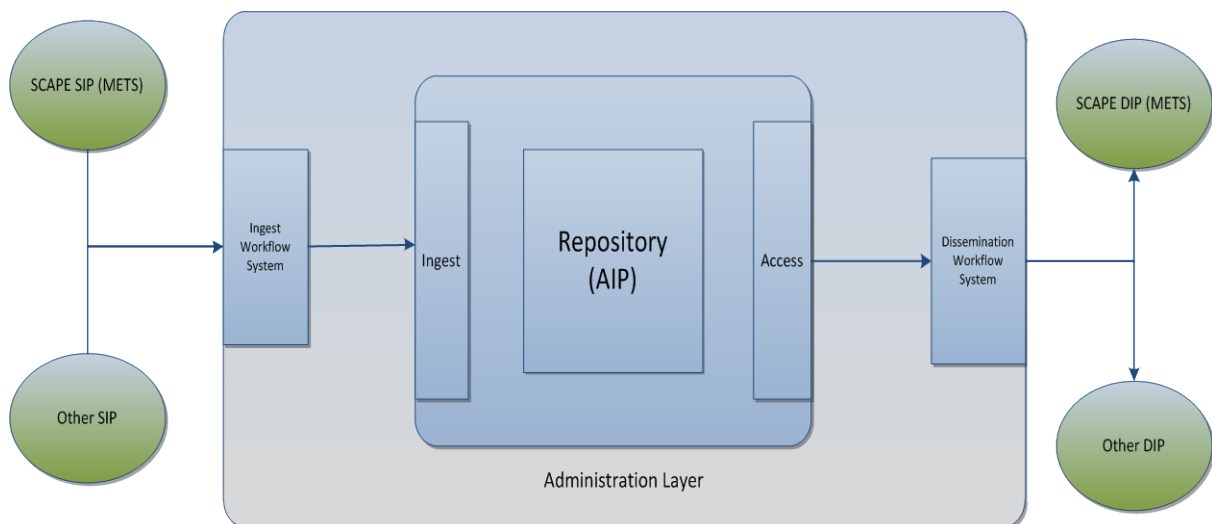 SCAPE SIP (METS)
Other SIP
Ingest
Workflow
System
Ingest
Repository
(AIP)
Access
Dissemination
Workflow
System
SCAPE DIP (METS)
Other DIP
Administration Layer